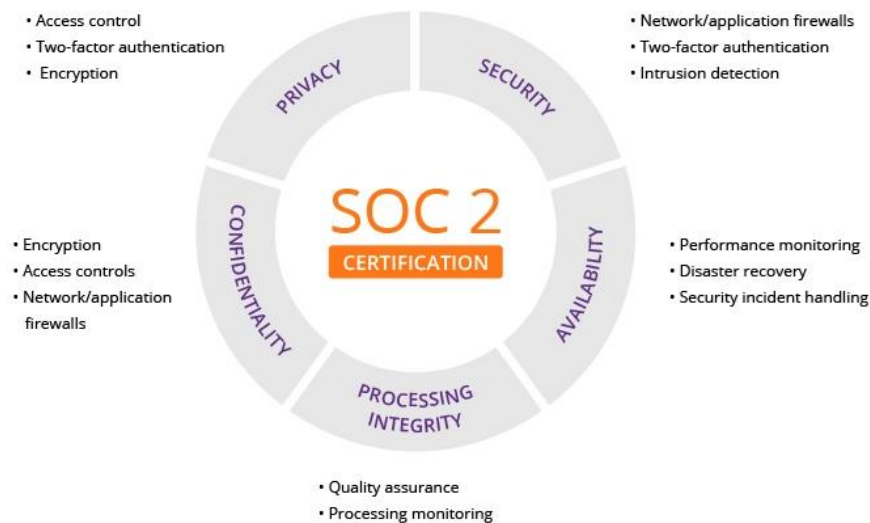 • Access control
• Two-factor authentication
• Encryption
PRIVACY
• Network/application firewalls
• Two-factor authentication
• Intrusion detection
SECURITY
SOC 2
CERTIFICATION
• Encryption
• Access controls
• Network/application
firewalls
CONFIDENTIALITY
• Performance monitoring
• Disaster recovery
• Security incident handling
AVAILABILITY
PROCESSING
INTEGRITY
• Quality assurance
• Processing monitoring